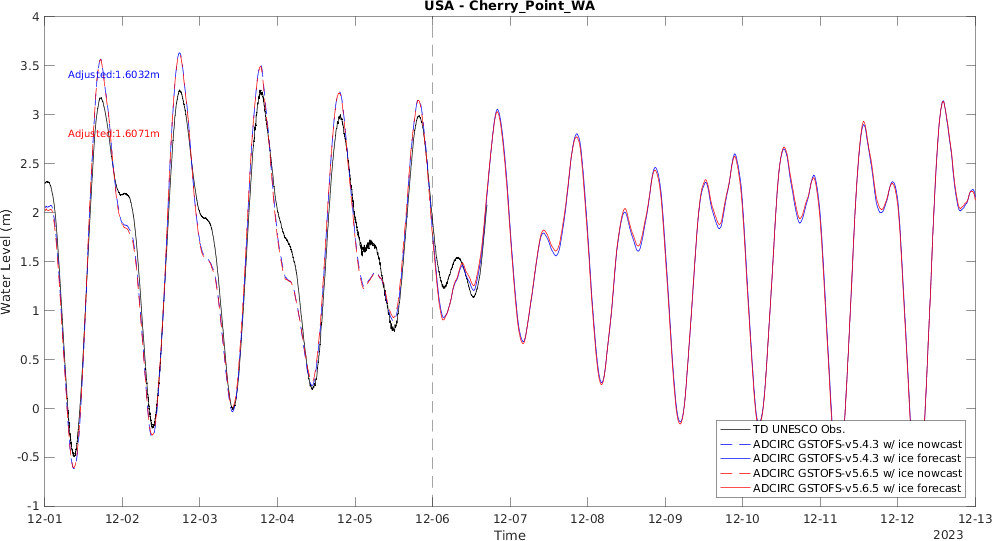 USA - Cherry_Point_WA
4
3.5
3
2.5
2
1.5
1
0.5
0
-0.5
-1
Water Level (m)
Adjusted:1.6032m
Adjusted:1.6071m
TD UNESCO Obs.
ADCIRC GSTOFS-v5.4.3 w/ ice nowcast
ADCIRC GSTOFS-v5.4.3 w/ ice forecast
ADCIRC GSTOFS-v5.6.5 w/ ice nowcast
ADCIRC GSTOFS-v5.6.5 w/ ice forecast
12-01 12-02 12-03 12-04 12-05 12-06 12-07 12-08 12-09 12-10 12-11 12-12 12-13
Time
2023